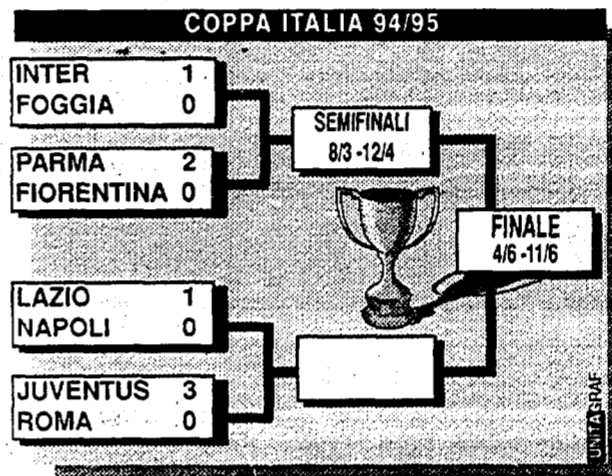 COPPA ITALIA 94/95
INTER 1
FOGGIA 0
PARMA 2
FIORENTINA 0
SEMIFINALI
8/3 -12/4
FINALE
4/6 -11/6
LAZIO 1
NAPOLI 0
JUVENTUS 3
ROMA 0
UNITÀGRAF